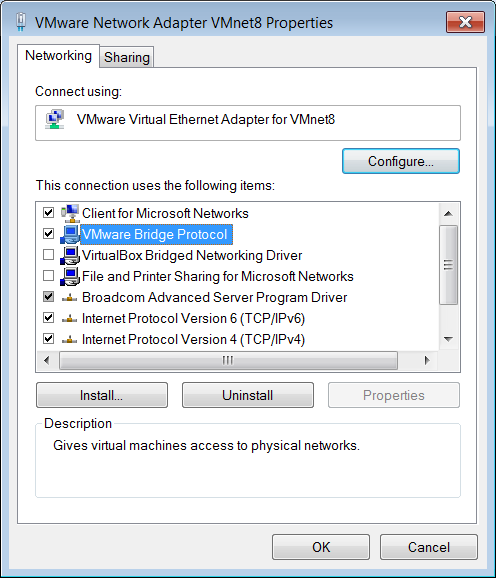 VMware Network Adapter VMnet8 Properties
Networking
Sharing
Connect using:
VMware Virtual Ethernet Adapter for VMnet8
Configure...
This connection uses the following items:
Client for Microsoft Networks
VMware Bridge Protocol
VirtualBox Bridged Networking Driver
File and Printer Sharing for Microsoft Networks
Broadcom Advanced Server Program Driver
Internet Protocol Version 6 (TCP/IPv6)
Internet Protocol Version 4 (TCP/IPv4)
Install...
Uninstall
Properties
Description
Gives virtual machines access to physical networks.
OK
Cancel